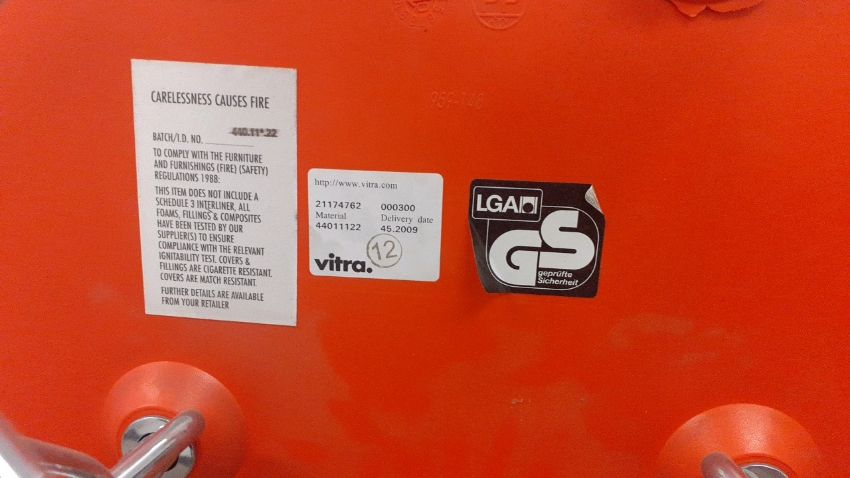 CARELESSNESS CAUSES FIRE
BATCH/I.D. NO. 440.11*.22
TO COMPLY WITH THE FURNITURE
AND FURNISHINGS (FIRE) (SAFETY)
REGULATIONS 1988:
THIS ITEM DOES NOT INCLUDE A
SCHEDULE 3 INTERLINER, ALL
FOAMS, FILLINGS & COMPOSITES
HAVE BEEN TESTED BY OUR
SUPPLIER(S) TO ENSURE
COMPLIANCE WITH THE RELEVANT
IGNITABILITY TEST. COVERS &
FILLINGS ARE CIGARETTE RESISTANT.
COVERS ARE MATCH RESISTANT.
FURTHER DETAILS ARE AVAILABLE
FROM YOUR RETAILER
http://www.vitra.com
21174762 000300
Material Delivery date
44011122 45.2009
vitra. 12
LGA
GS
geprüfte
Sicherheit